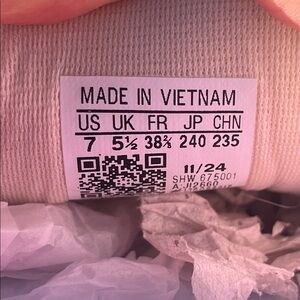 MADE IN VIETNAM
US UK FR JP CHN
7 5½ 38⅔ 240 235
11/24
SHW 675001